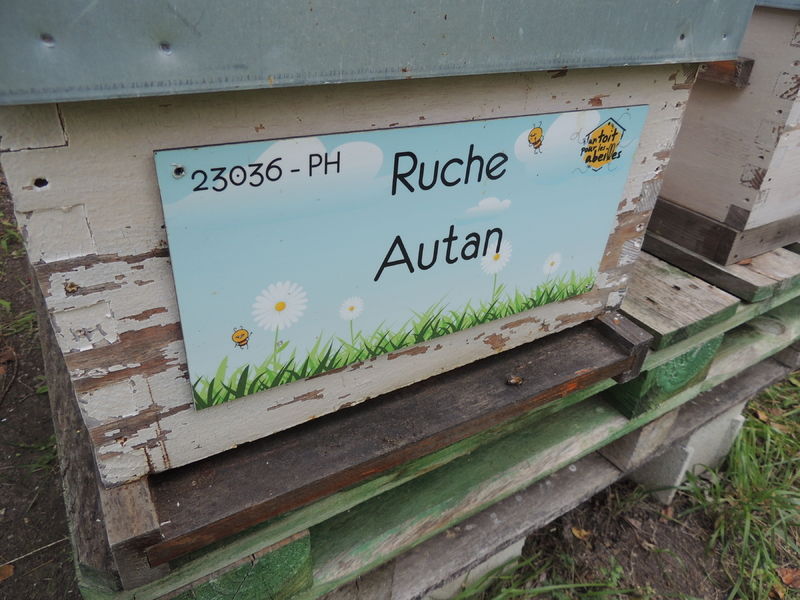 23036 - PH
Ruche
Autan
un toit
pour les
abeilles